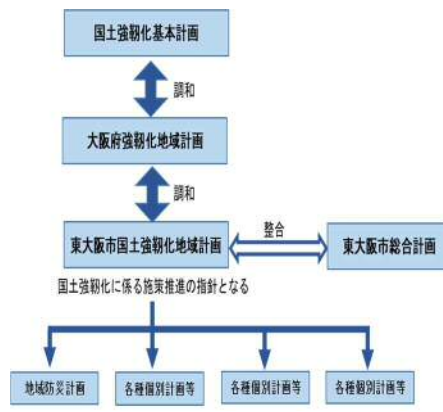 国土強靱化基本計画
調和
大阪府強靱化地域計画
調和
東大阪市国土強靱化地域計画
整合
東大阪市総合計画
国土強靱化に係る施策推進の指針となる
地域防災計画
各種個別計画等
各種個別計画等
各種個別計画等